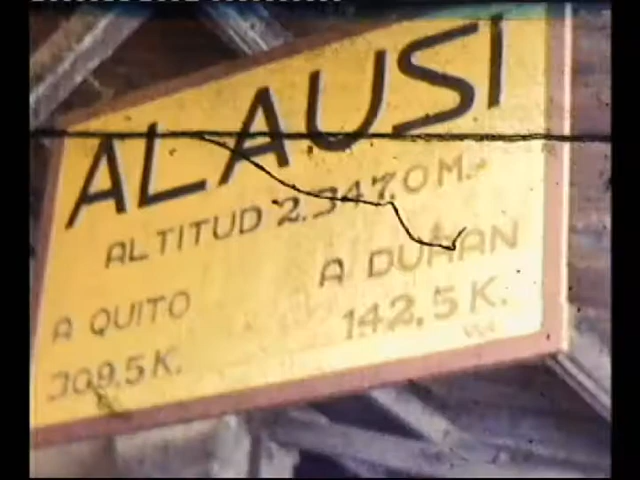 ALAUSI
ALTITUD 2.347.0 M.
A QUITO
309.5 K.
A DURAN
142.5 K.